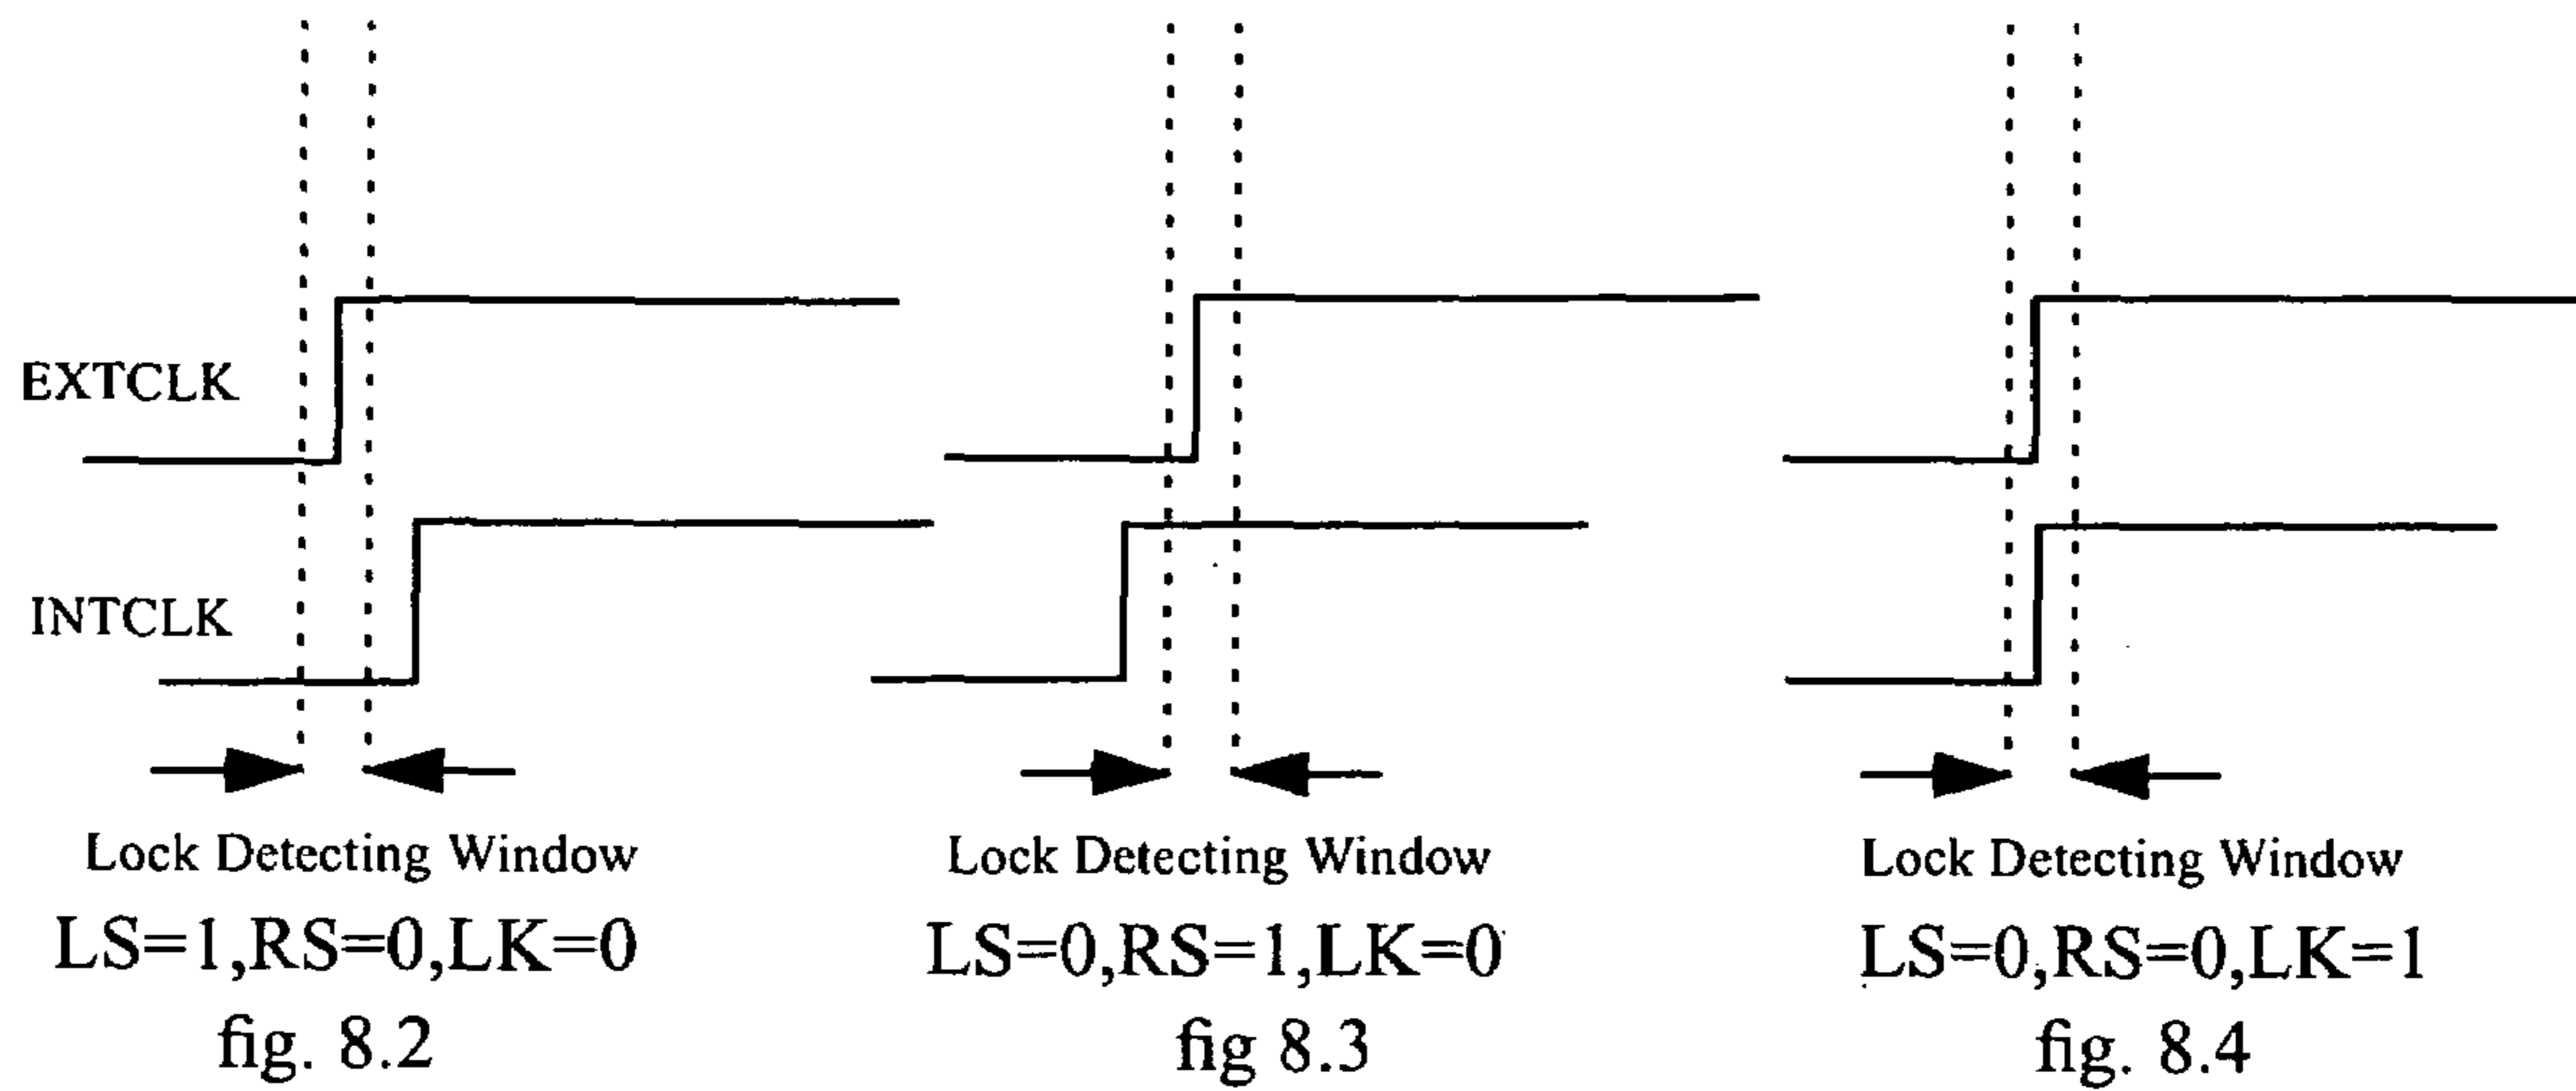 EXTCLK
INTCLK
Lock Detecting Window
LS=1,RS=0,LK=0
fig. 8.2
Lock Detecting Window
LS=0,RS=1,LK=0
fig 8.3
Lock Detecting Window
LS=0,RS=0,LK=1
fig. 8.4